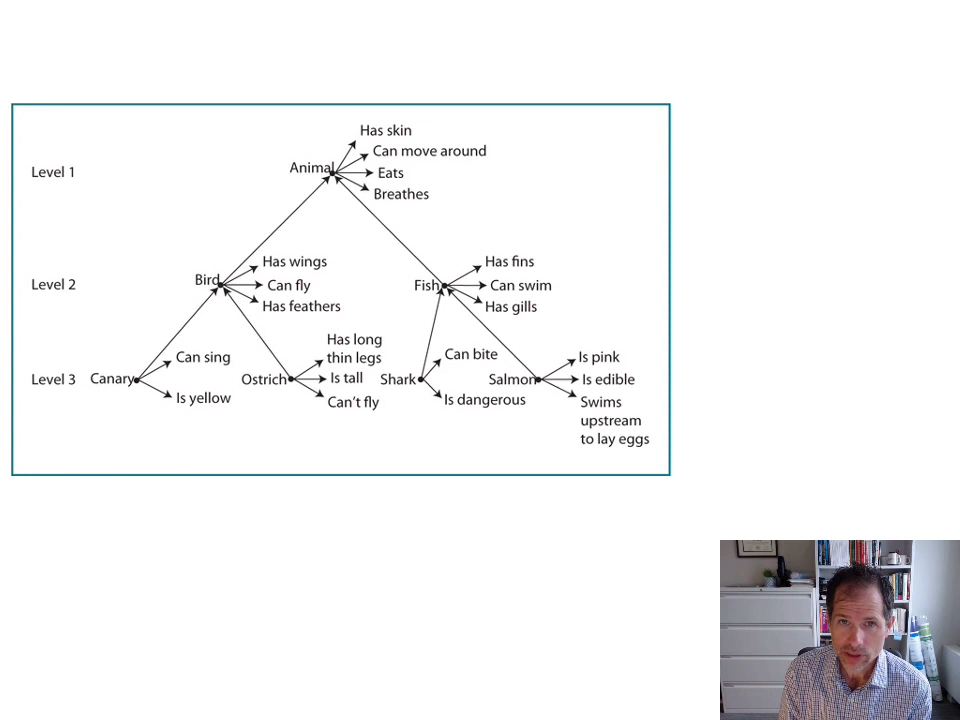 Has skin
Can move around
Level 1
Animal
Eats
Breathes
Has wings
Has fins
Level 2
Bird
Can fly
Fish
Can swim
Has feathers
Has gills
Can sing
Has long
thin legs
Can bite
Is pink
Level 3
Canary
Ostrich
Is tall
Shark
Salmon
Is edible
Is yellow
Can't fly
Is dangerous
Swims
upstream
to lay eggs